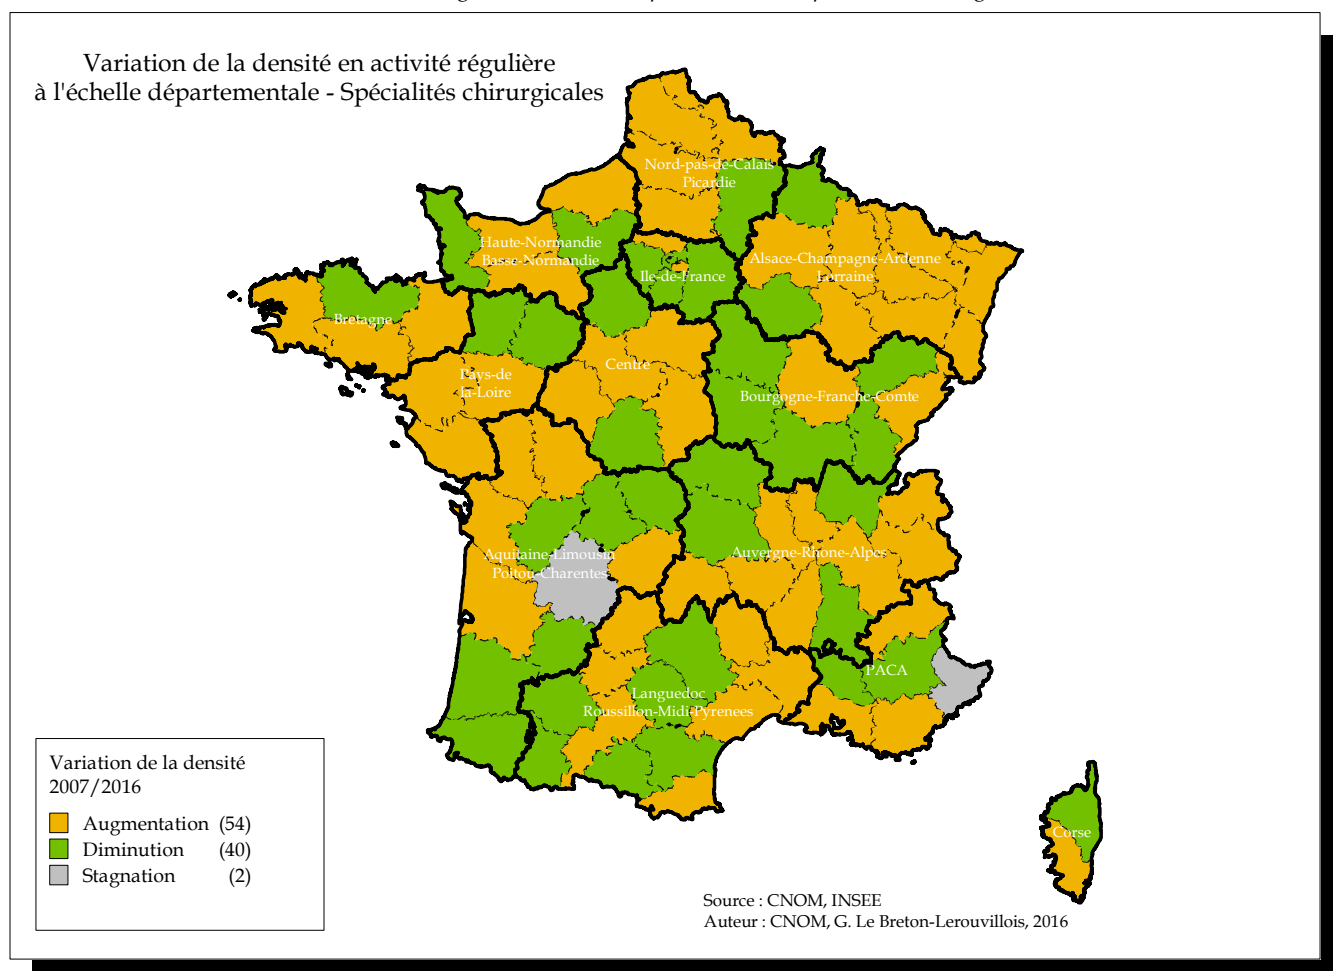 Variation de la densité en activité régulière
à l'échelle départementale - Spécialités chirurgicales
Nord-pas-de-Calais
Picardie
Haute-Normandie
Basse-Normandie
Ile-de-France
Alsace-Champagne-Ardenne
Lorraine
Bretagne
Centre
Pays-de
la-Loire
Bourgogne-Franche-Comte
Aquitaine-Limousin
Poitou-Charentes
Auvergne-Rhone-Alpes
PACA
Languedoc
Roussillon-Midi-Pyrenees
Corse
Variation de la densité
2007/2016
Augmentation (54)
Diminution (40)
Stagnation (2)
Source : CNOM, INSEE
Auteur : CNOM, G. Le Breton-Lerouvillois, 2016